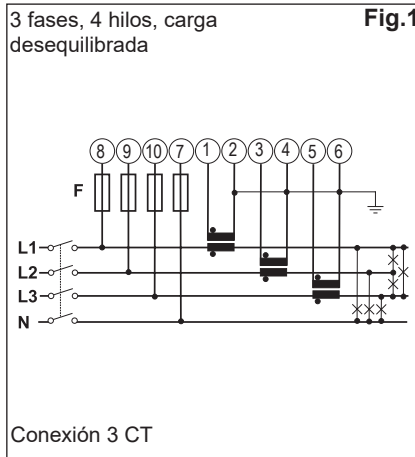 3 fases, 4 hilos, carga
desequilibrada
Fig.1
8 9 10 7 1 2 3 4 5 6
F
L1
L2
L3
N
Conexión 3 CT